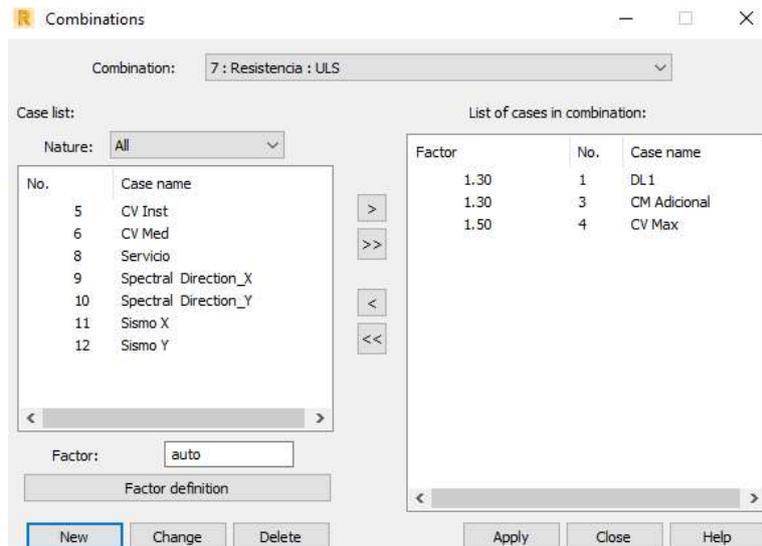 Combinations
Combination: 7 : Resistencia : ULS
Case list:
Nature: All
No. Case name
5 CV Inst
6 CV Med
8 Servicio
9 Spectral Direction_X
10 Spectral Direction_Y
11 Sismo X
12 Sismo Y
Factor: auto
Factor definition
New Change Delete
>
>>
<
<<
List of cases in combination:
Factor No. Case name
1.30 1 DL1
1.30 3 CM Adicional
1.50 4 CV Max
Apply Close Help